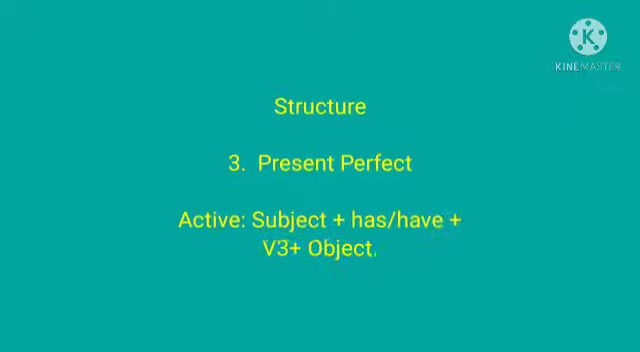 KINEMASTER
Structure
3. Present Perfect
Active: Subject + has/have +
V3+ Object.